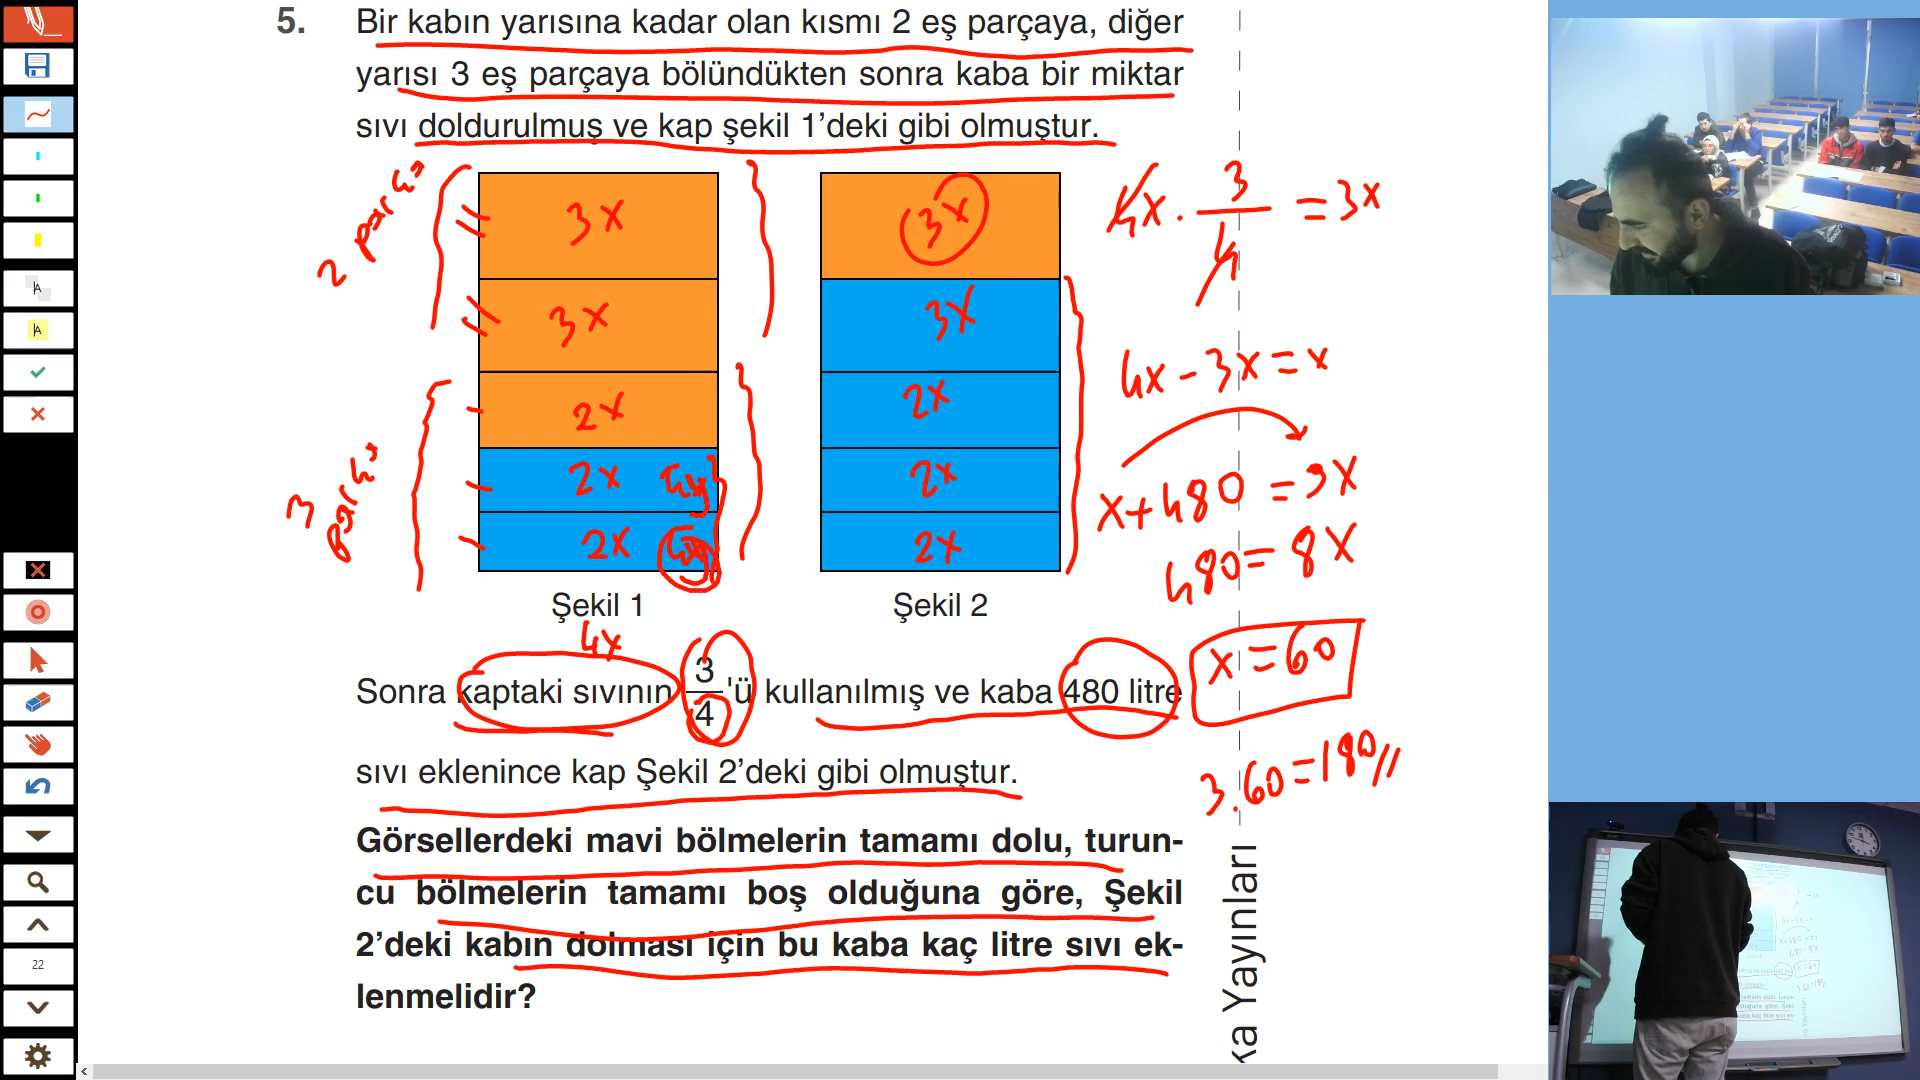 5. Bir kabın yarısına kadar olan kısmı 2 eş parçaya, diğer
yarısı 3 eş parçaya bölündükten sonra kaba bir miktar
sıvı doldurulmuş ve kap şekil 1’deki gibi olmuştur.
2 parça
3x
3x
2x
2x 4y
2x
3 parça
Şekil 1
3x
3x
2x
2x
2x
Şekil 2
4x . 3/4 = 3x
4x - 3x = x
x + 480 = 9x
480 = 8x
x = 60
3.60 = 180
4x
Sonra kaptaki sıvının 3/4 'ü kullanılmış ve kaba 480 litre
sıvı eklenince kap Şekil 2’deki gibi olmuştur.
Görsellerdeki mavi bölmelerin tamamı dolu, turun-
cu bölmelerin tamamı boş olduğuna göre, Şekil
2’deki kabın dolması için bu kaba kaç litre sıvı ek-
lenmelidir?
ka Yayınları
22